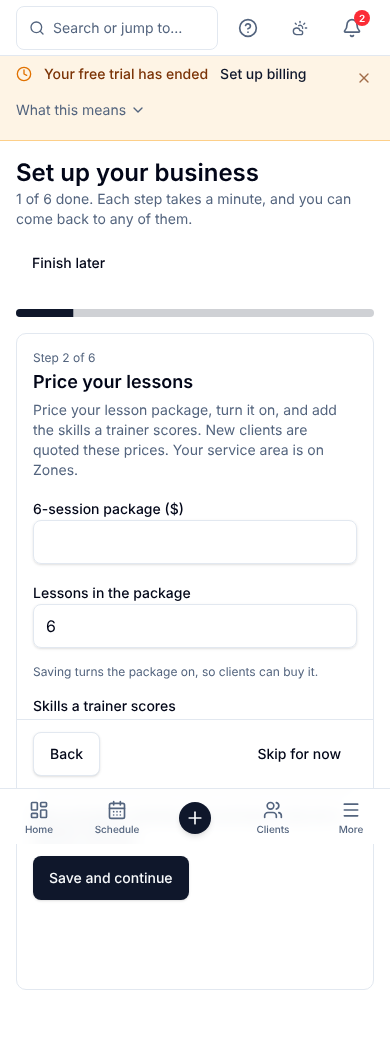 Search or jump to...
2
Your free trial has ended Set up billing
What this means
Set up your business
1 of 6 done. Each step takes a minute, and you can
come back to any of them.
Finish later
Step 2 of 6
Price your lessons
Price your lesson package, turn it on, and add
the skills a trainer scores. New clients are
quoted these prices. Your service area is on
Zones.
6-session package ($)
Lessons in the package
6
Saving turns the package on, so clients can buy it.
Skills a trainer scores
Back
Skip for now
Home
Schedule
Clients
More
Save and continue